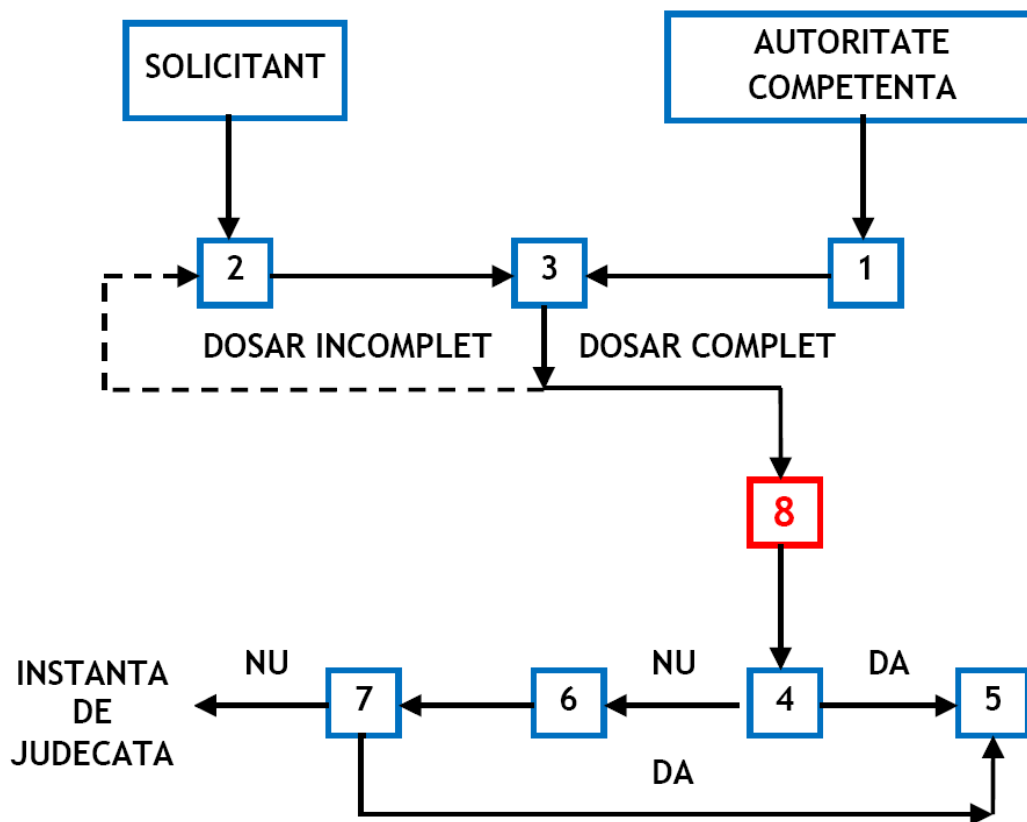 SOLICITANT
AUTORITATE
COMPETENTA
2
3
1
DOSAR INCOMPLET
DOSAR COMPLET
8
INSTANTA
DE
JUDECATA
NU
7
6
NU
4
DA
5
DA